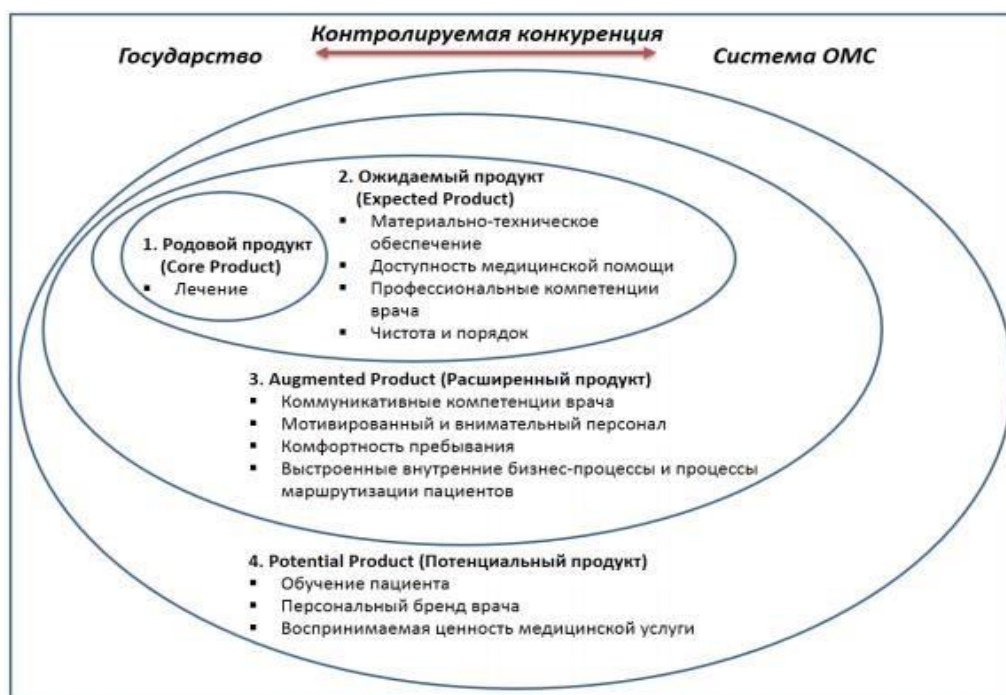 Контролируемая конкуренция
Государство
Система ОМС
1. Родовой продукт
(Core Product)
▪ Лечение
2. Ожидаемый продукт
(Expected Product)
▪ Материально-техническое
обеспечение
▪ Доступность медицинской помощи
▪ Профессиональные компетенции
врача
▪ Чистота и порядок
3. Augmented Product (Расширенный продукт)
▪ Коммуникативные компетенции врача
▪ Мотивированный и внимательный персонал
▪ Комфортность пребывания
▪ Выстроенные внутренние бизнес-процессы и процессы
маршрутизации пациентов
4. Potential Product (Потенциальный продукт)
▪ Обучение пациента
▪ Персональный бренд врача
▪ Воспринимаемая ценность медицинской услуги